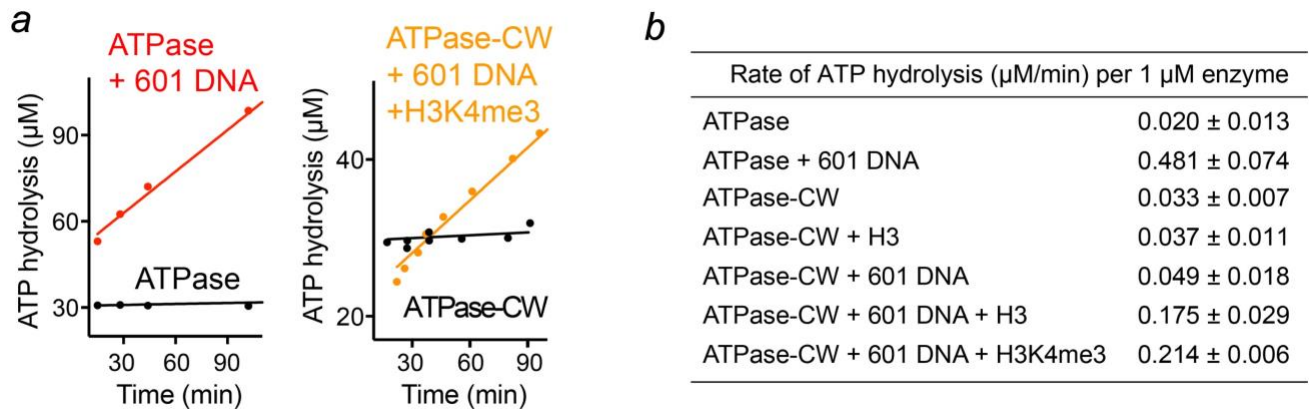 a
ATPase
+ 601 DNA
ATP hydrolysis (µM)
90
60
30
ATPase
30 60 90
Time (min)
ATPase-CW
+ 601 DNA
+H3K4me3
ATP hydrolysis (µM)
40
20
ATPase-CW
30 60 90
Time (min)
b
Rate of ATP hydrolysis (µM/min) per 1 µM enzyme
ATPase 0.020 ± 0.013
ATPase + 601 DNA 0.481 ± 0.074
ATPase-CW 0.033 ± 0.007
ATPase-CW + H3 0.037 ± 0.011
ATPase-CW + 601 DNA 0.049 ± 0.018
ATPase-CW + 601 DNA + H3 0.175 ± 0.029
ATPase-CW + 601 DNA + H3K4me3 0.214 ± 0.006